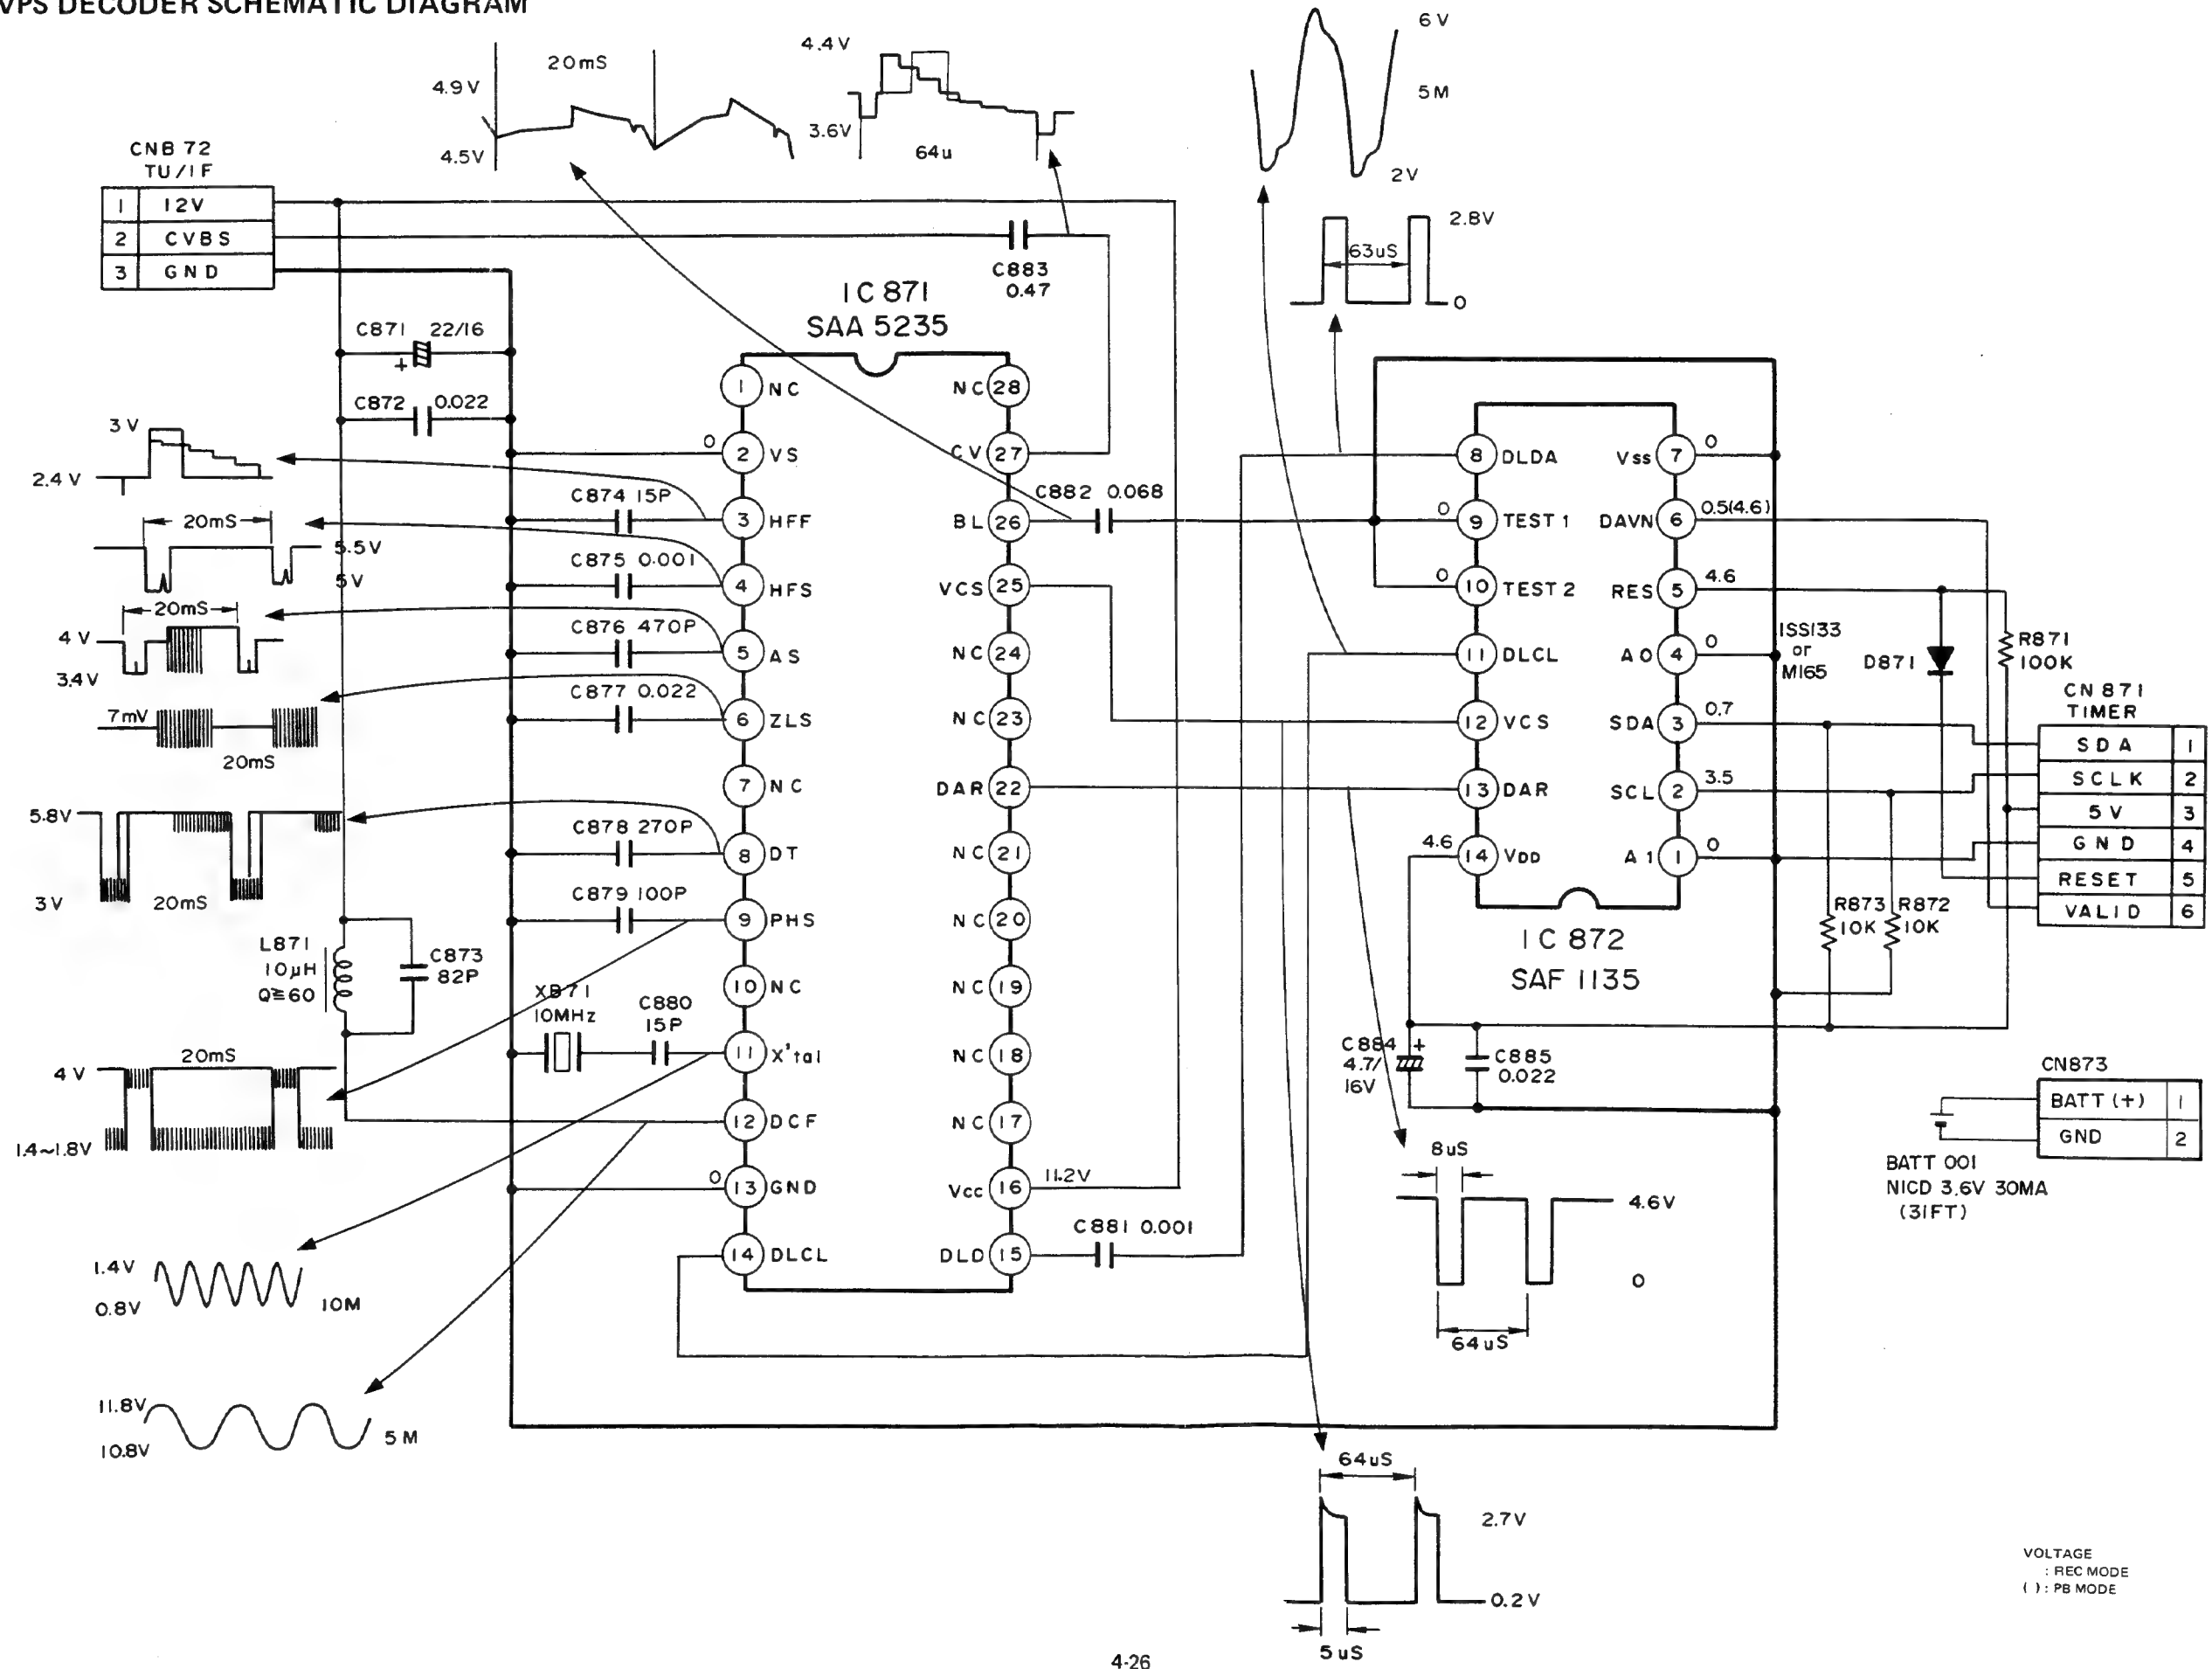 VPS DECODER SCHEMATIC DIAGRAM
4.9V
20mS
4.5V
4.4V
3.6V
64u
6V
5M
2V
2.8V
63uS
0
CNB 72
TU/IF
1 12V
2 CVBS
3 GND
C883
0.47
C871 22/16
+
C872 0.022
IC 871
SAA 5235
1 NC
0 2 VS
C874 15P 3 HFF
C875 0.001 4 HFS
C876 470P 5 AS
C877 0.022 6 ZLS
7 NC
C878 270P 8 DT
C879 100P 9 PHS
10 NC
XB71
10MHz
C880
15P
11 X'tal
12 DCF
0 13 GND
14 DLCL
NC 28
CV 27
BL 26
C882 0.068
VCS 25
NC 24
NC 23
DAR 22
NC 21
NC 20
NC 19
NC 18
NC 17
Vcc 16 11.2V
DLD 15
C881 0.001
3V
2.4V
20mS
5.5V
5V
20mS
4V
3.4V
7mV
20mS
5.8V
3V
20mS
L871
10µH
Q≧60
C873
82P
20mS
4V
1.4~1.8V
1.4V
0.8V
10M
11.8V
10.8V
5M
8 DLDA
0 9 TEST 1
0 10 TEST 2
11 DLCL
12 VCS
13 DAR
4.6 14 VDD
Vss 7 0
DAVN 6 0.5(4.6)
RES 5 4.6
A0 4 0
SDA 3 0.7
SCL 2 3.5
A1 1 0
IC 872
SAF 1135
1SS133
or
M165
D871
R871
100K
R873
10K
R872
10K
CN 871
TIMER
SDA 1
SCLK 2
5V 3
GND 4
RESET 5
VALID 6
C884
4.7/
16V
+
C885
0.022
CN873
BATT (+) 1
GND 2
BATT 001
NICD 3.6V 30MA
(31FT)
8uS
4.6V
0
64uS
64uS
2.7V
0.2V
5uS
VOLTAGE
: REC MODE
( ) : PB MODE
4-26